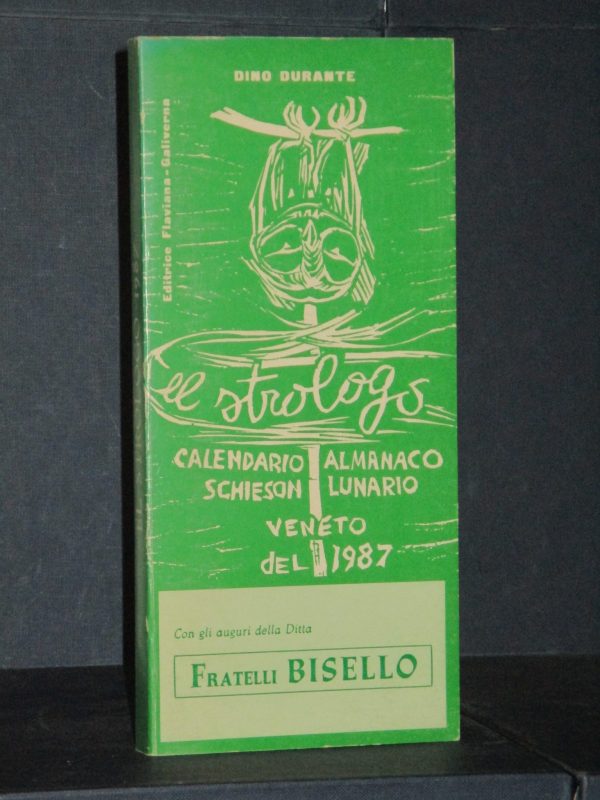 DINO DURANTE
Editrice Flaviana-Galiverna
el strologo
CALENDARIO ALMANACO
SCHIESON LUNARIO
VENETO
DEL 1987
Con gli auguri della Ditta
FRATELLI BISELLO